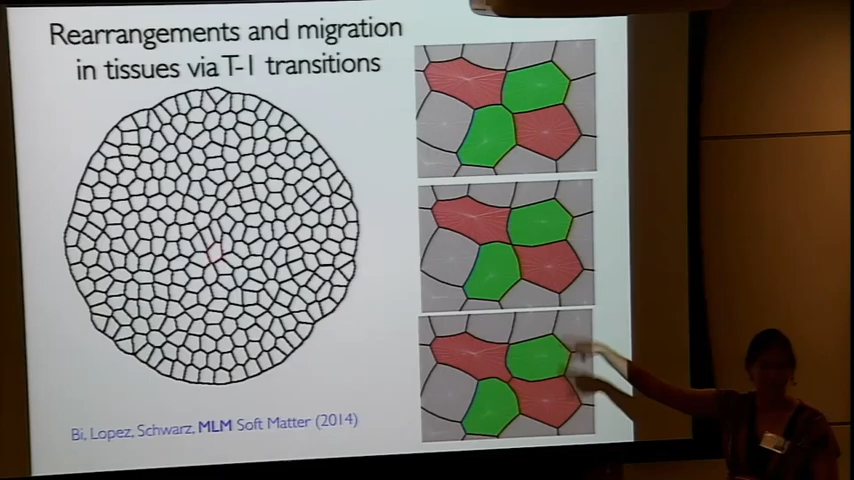 Rearrangements and migration
in tissues via T-1 transitions
Bi, Lopez, Schwarz, MLM Soft Matter (2014)